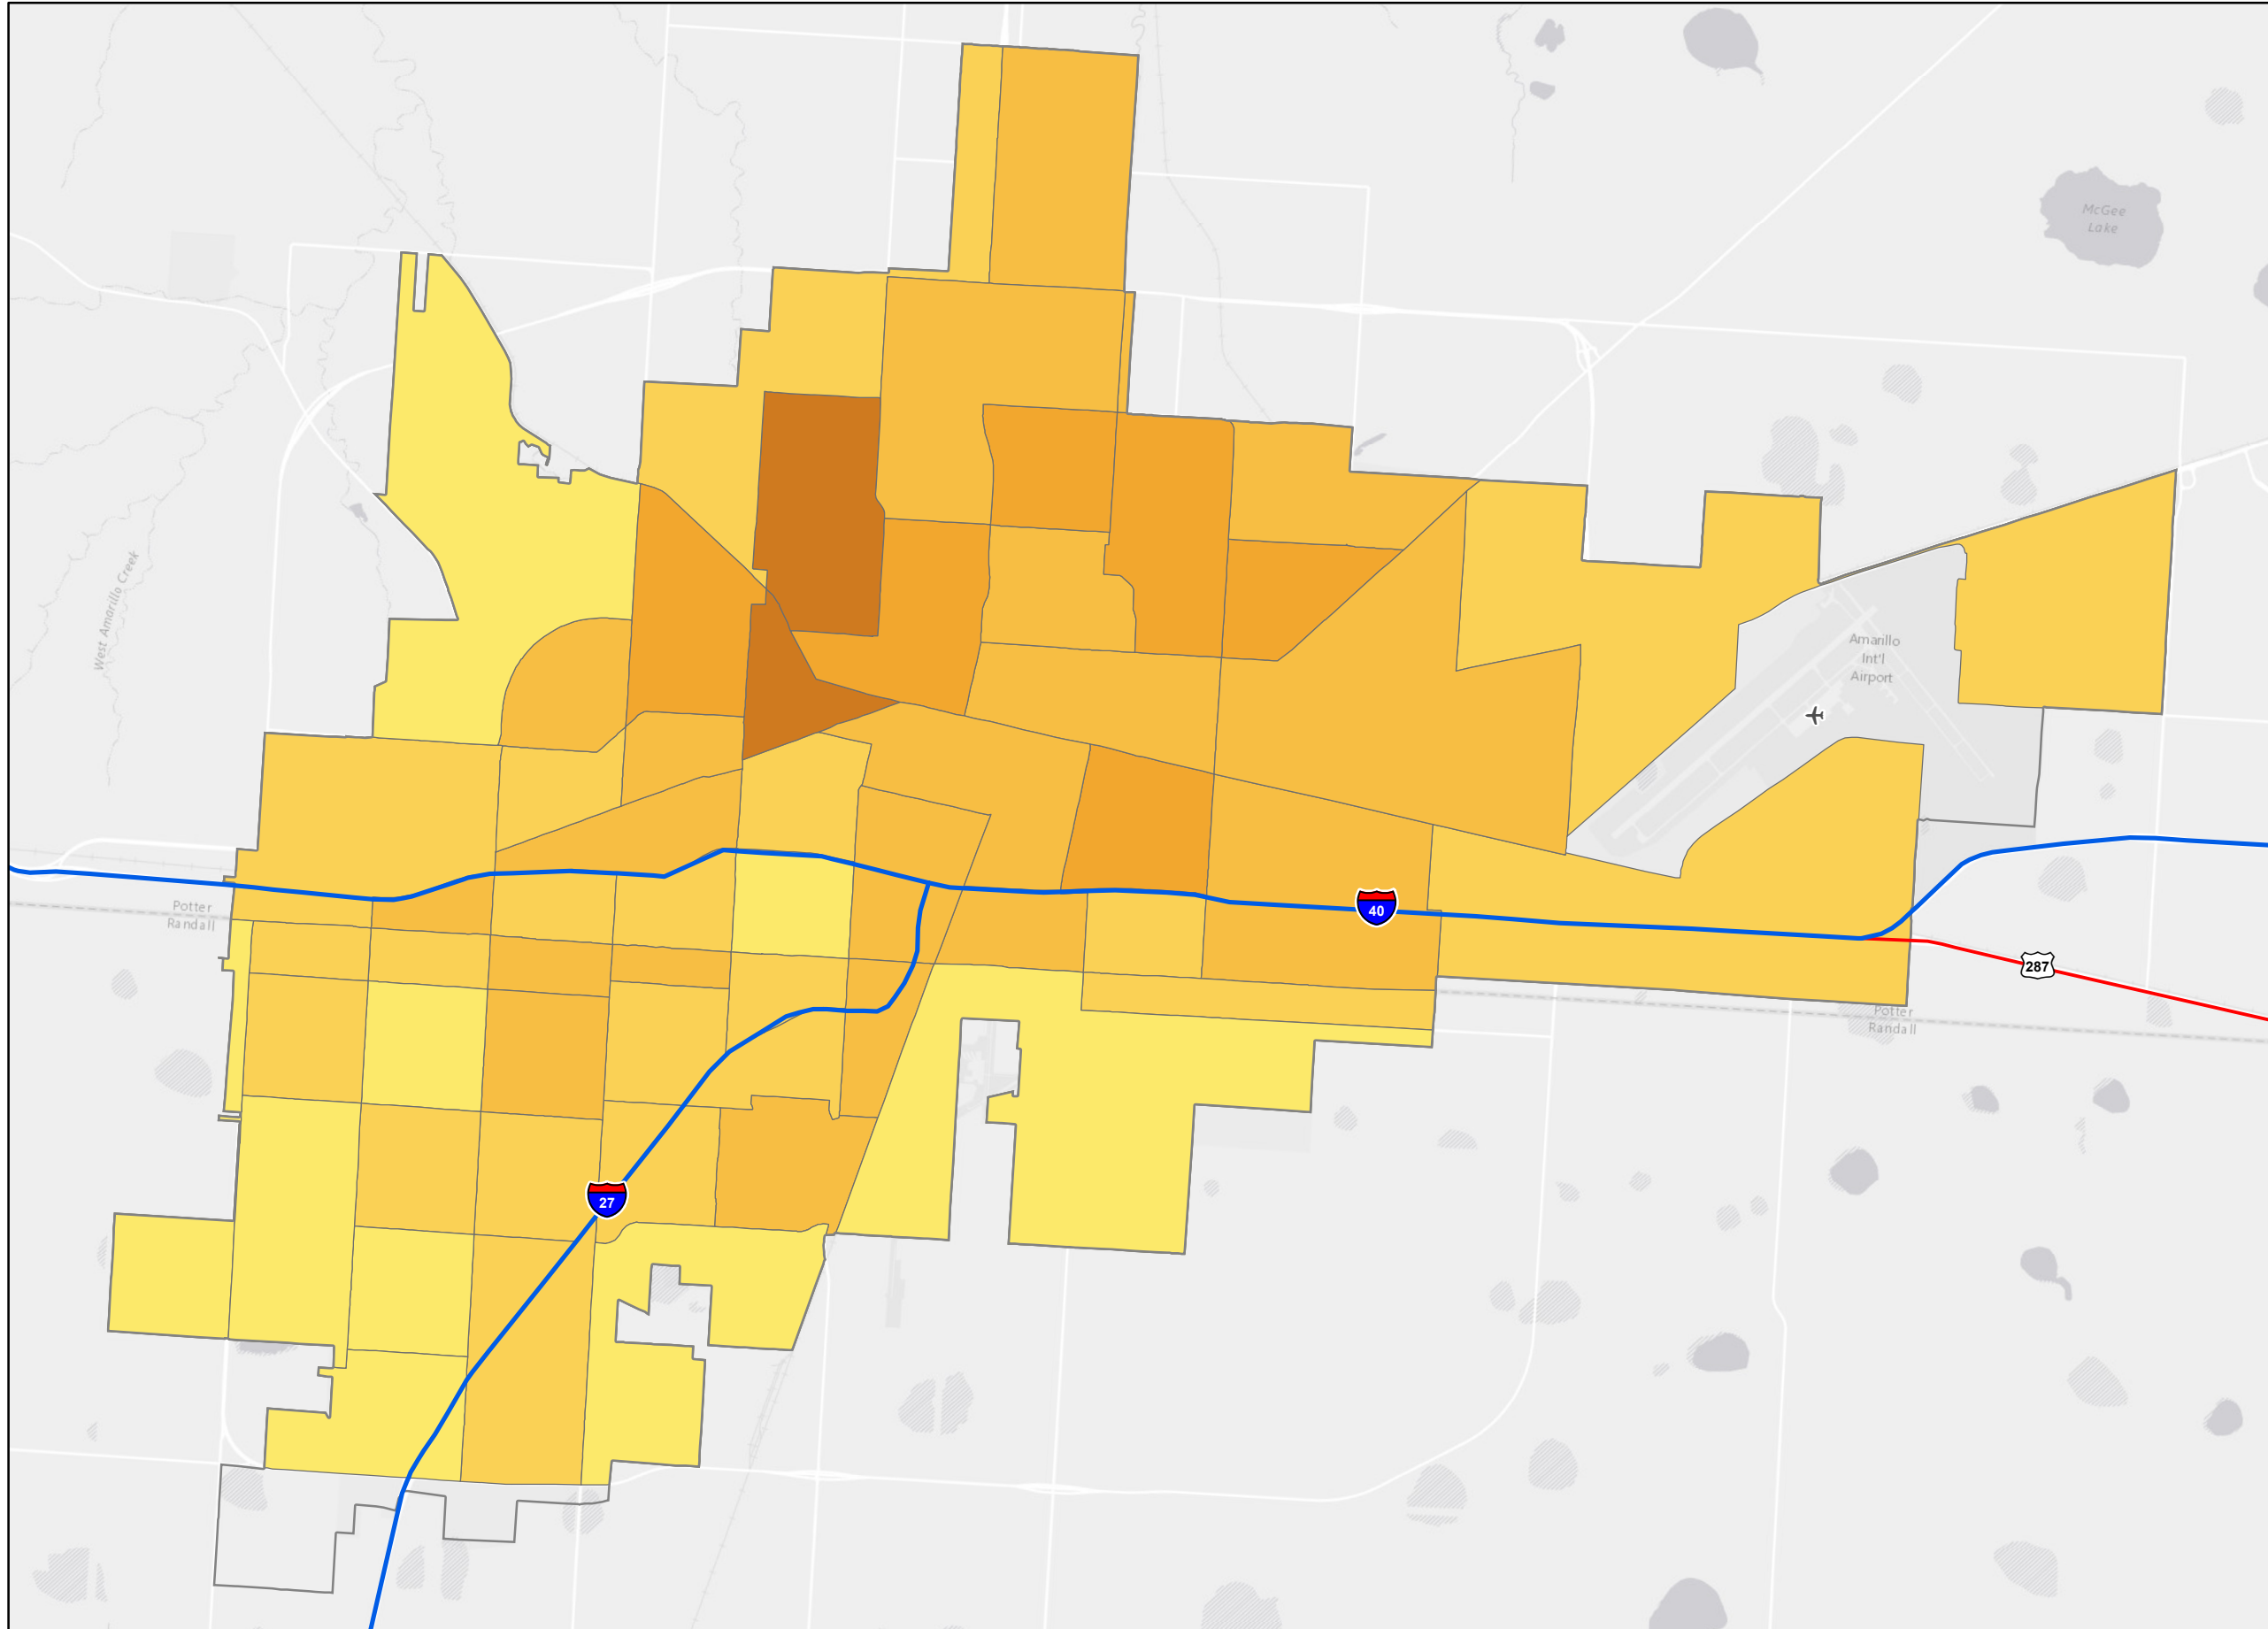 McGee
Lake
West Amarillo Creek
Amarillo
Int'l
Airport
Potter
Randall
40
287
Potter
Randall
27